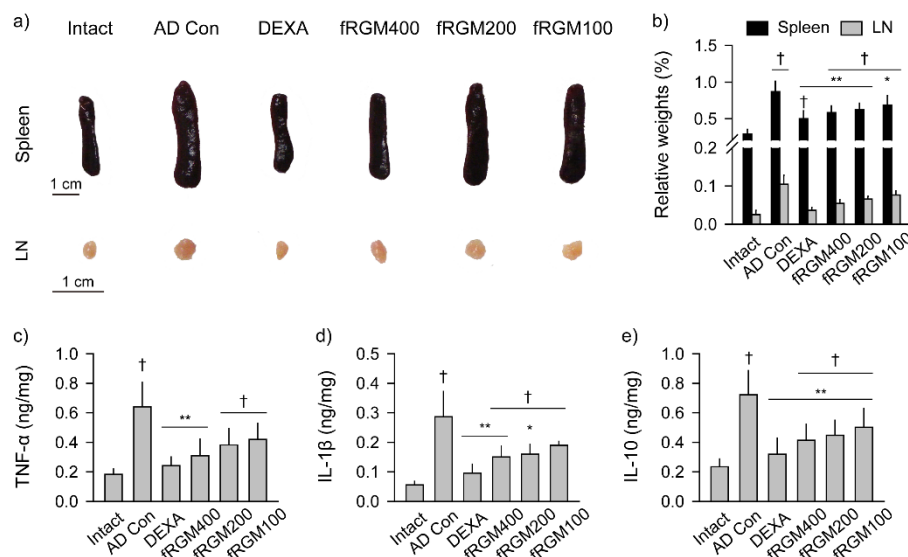 a)
Intact AD Con DEXA fRGM400 fRGM200 fRGM100
Spleen
1 cm
LN
1 cm
b)
Spleen LN
Relative weights (%)
1.5
1.0
0.5
0.2
0.1
0.0
†
†
**
*
†
Intact AD Con DEXA fRGM400 fRGM200 fRGM100
c)
TNF-α (ng/mg)
1.0
0.8
0.6
0.4
0.2
0.0
†
**
†
Intact AD Con DEXA fRGM400 fRGM200 fRGM100
d)
IL-1β (ng/mg)
0.5
0.4
0.3
0.2
0.1
0.0
†
†
**
*
Intact AD Con DEXA fRGM400 fRGM200 fRGM100
e)
IL-10 (ng/mg)
1.0
0.8
0.6
0.4
0.2
0.0
†
†
**
Intact AD Con DEXA fRGM400 fRGM200 fRGM100